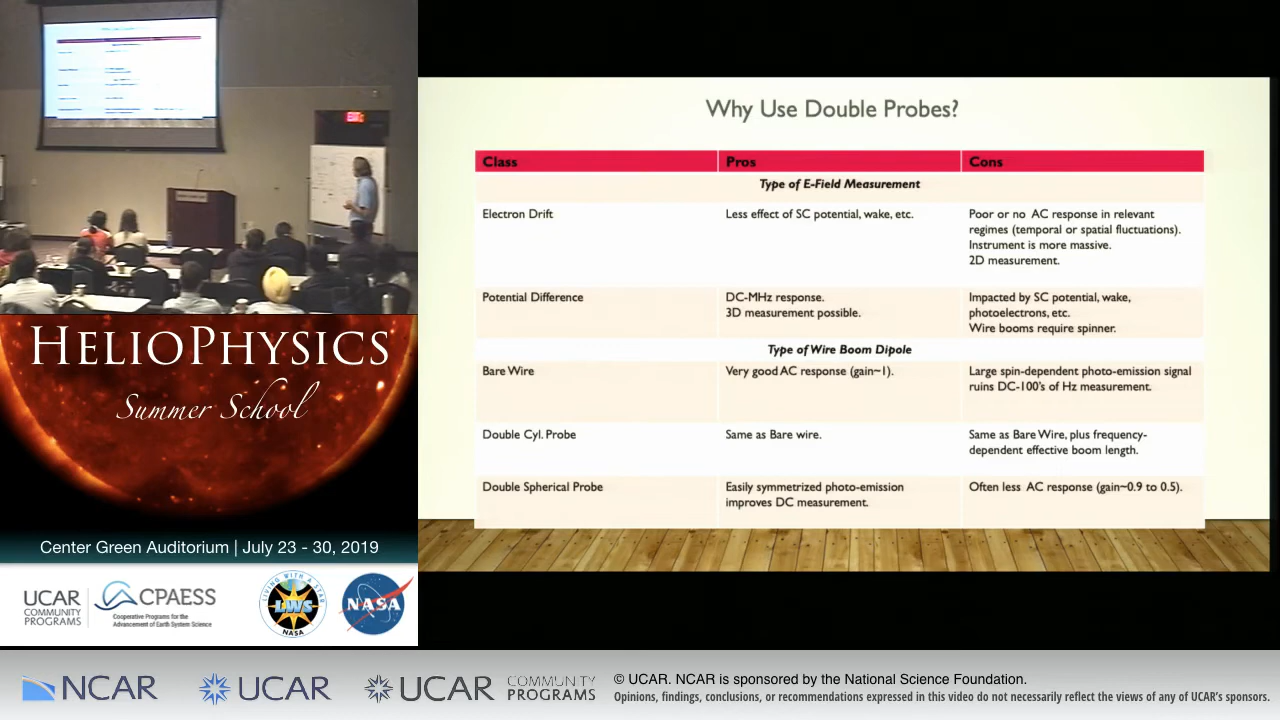 EXIT
HELIOPHYSICS
Summer School
Center Green Auditorium | July 23 - 30, 2019
UCAR
COMMUNITY
PROGRAMS
CPAESS
Cooperative Programs for the
Advancement of Earth System Science
LIVING WITH A STAR
LWS
NASA
NASA
Why Use Double Probes?
Class Pros Cons
Type of E-Field Measurement
Electron Drift Less effect of SC potential, wake, etc. Poor or no AC response in relevant
regimes (temporal or spatial fluctuations).
Instrument is more massive.
2D measurement.
Potential Difference DC-MHz response. Impacted by SC potential, wake,
3D measurement possible. photoelectrons, etc.
Wire booms require spinner.
Type of Wire Boom Dipole
Bare Wire Very good AC response (gain~1). Large spin-dependent photo-emission signal
ruins DC-100's of Hz measurement.
Double Cyl. Probe Same as Bare wire. Same as Bare Wire, plus frequency-
dependent effective boom length.
Double Spherical Probe Easily symmetrized photo-emission Often less AC response (gain~0.9 to 0.5).
improves DC measurement.
NCAR UCAR UCAR COMMUNITY
PROGRAMS
© UCAR. NCAR is sponsored by the National Science Foundation.
Opinions, findings, conclusions, or recommendations expressed in this video do not necessarily reflect the views of any of UCAR's sponsors.